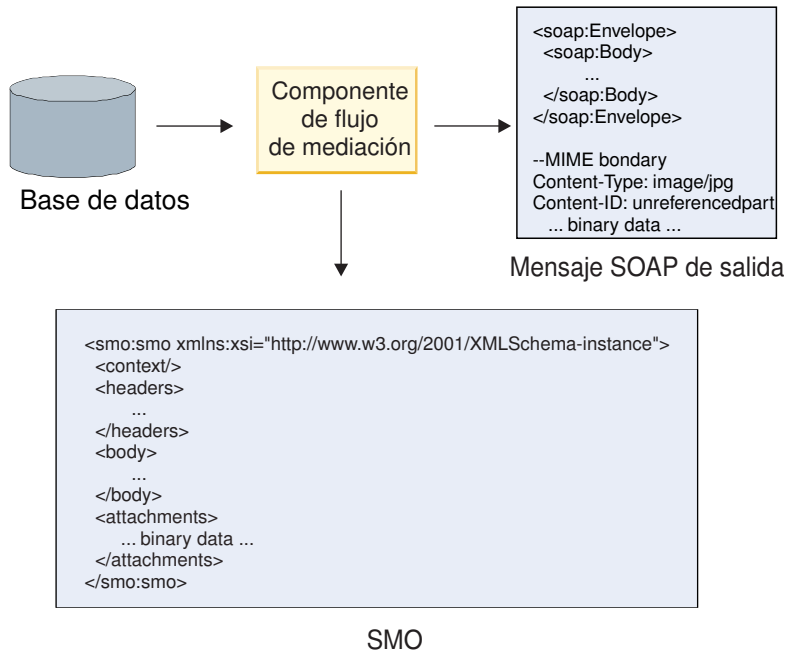 Base de datos
Componente
de flujo
de mediación
<soap:Envelope>
<soap:Body>
...
</soap:Body>
</soap:Envelope>
--MIME bondary
Content-Type: image/jpg
Content-ID: unreferencedpart
... binary data ...
Mensaje SOAP de salida
<smo:smo xmlns:xsi="http://www.w3.org/2001/XMLSchema-instance">
<context/>
<headers>
...
</headers>
<body>
...
</body>
<attachments>
... binary data ...
</attachments>
</smo:smo>
SMO